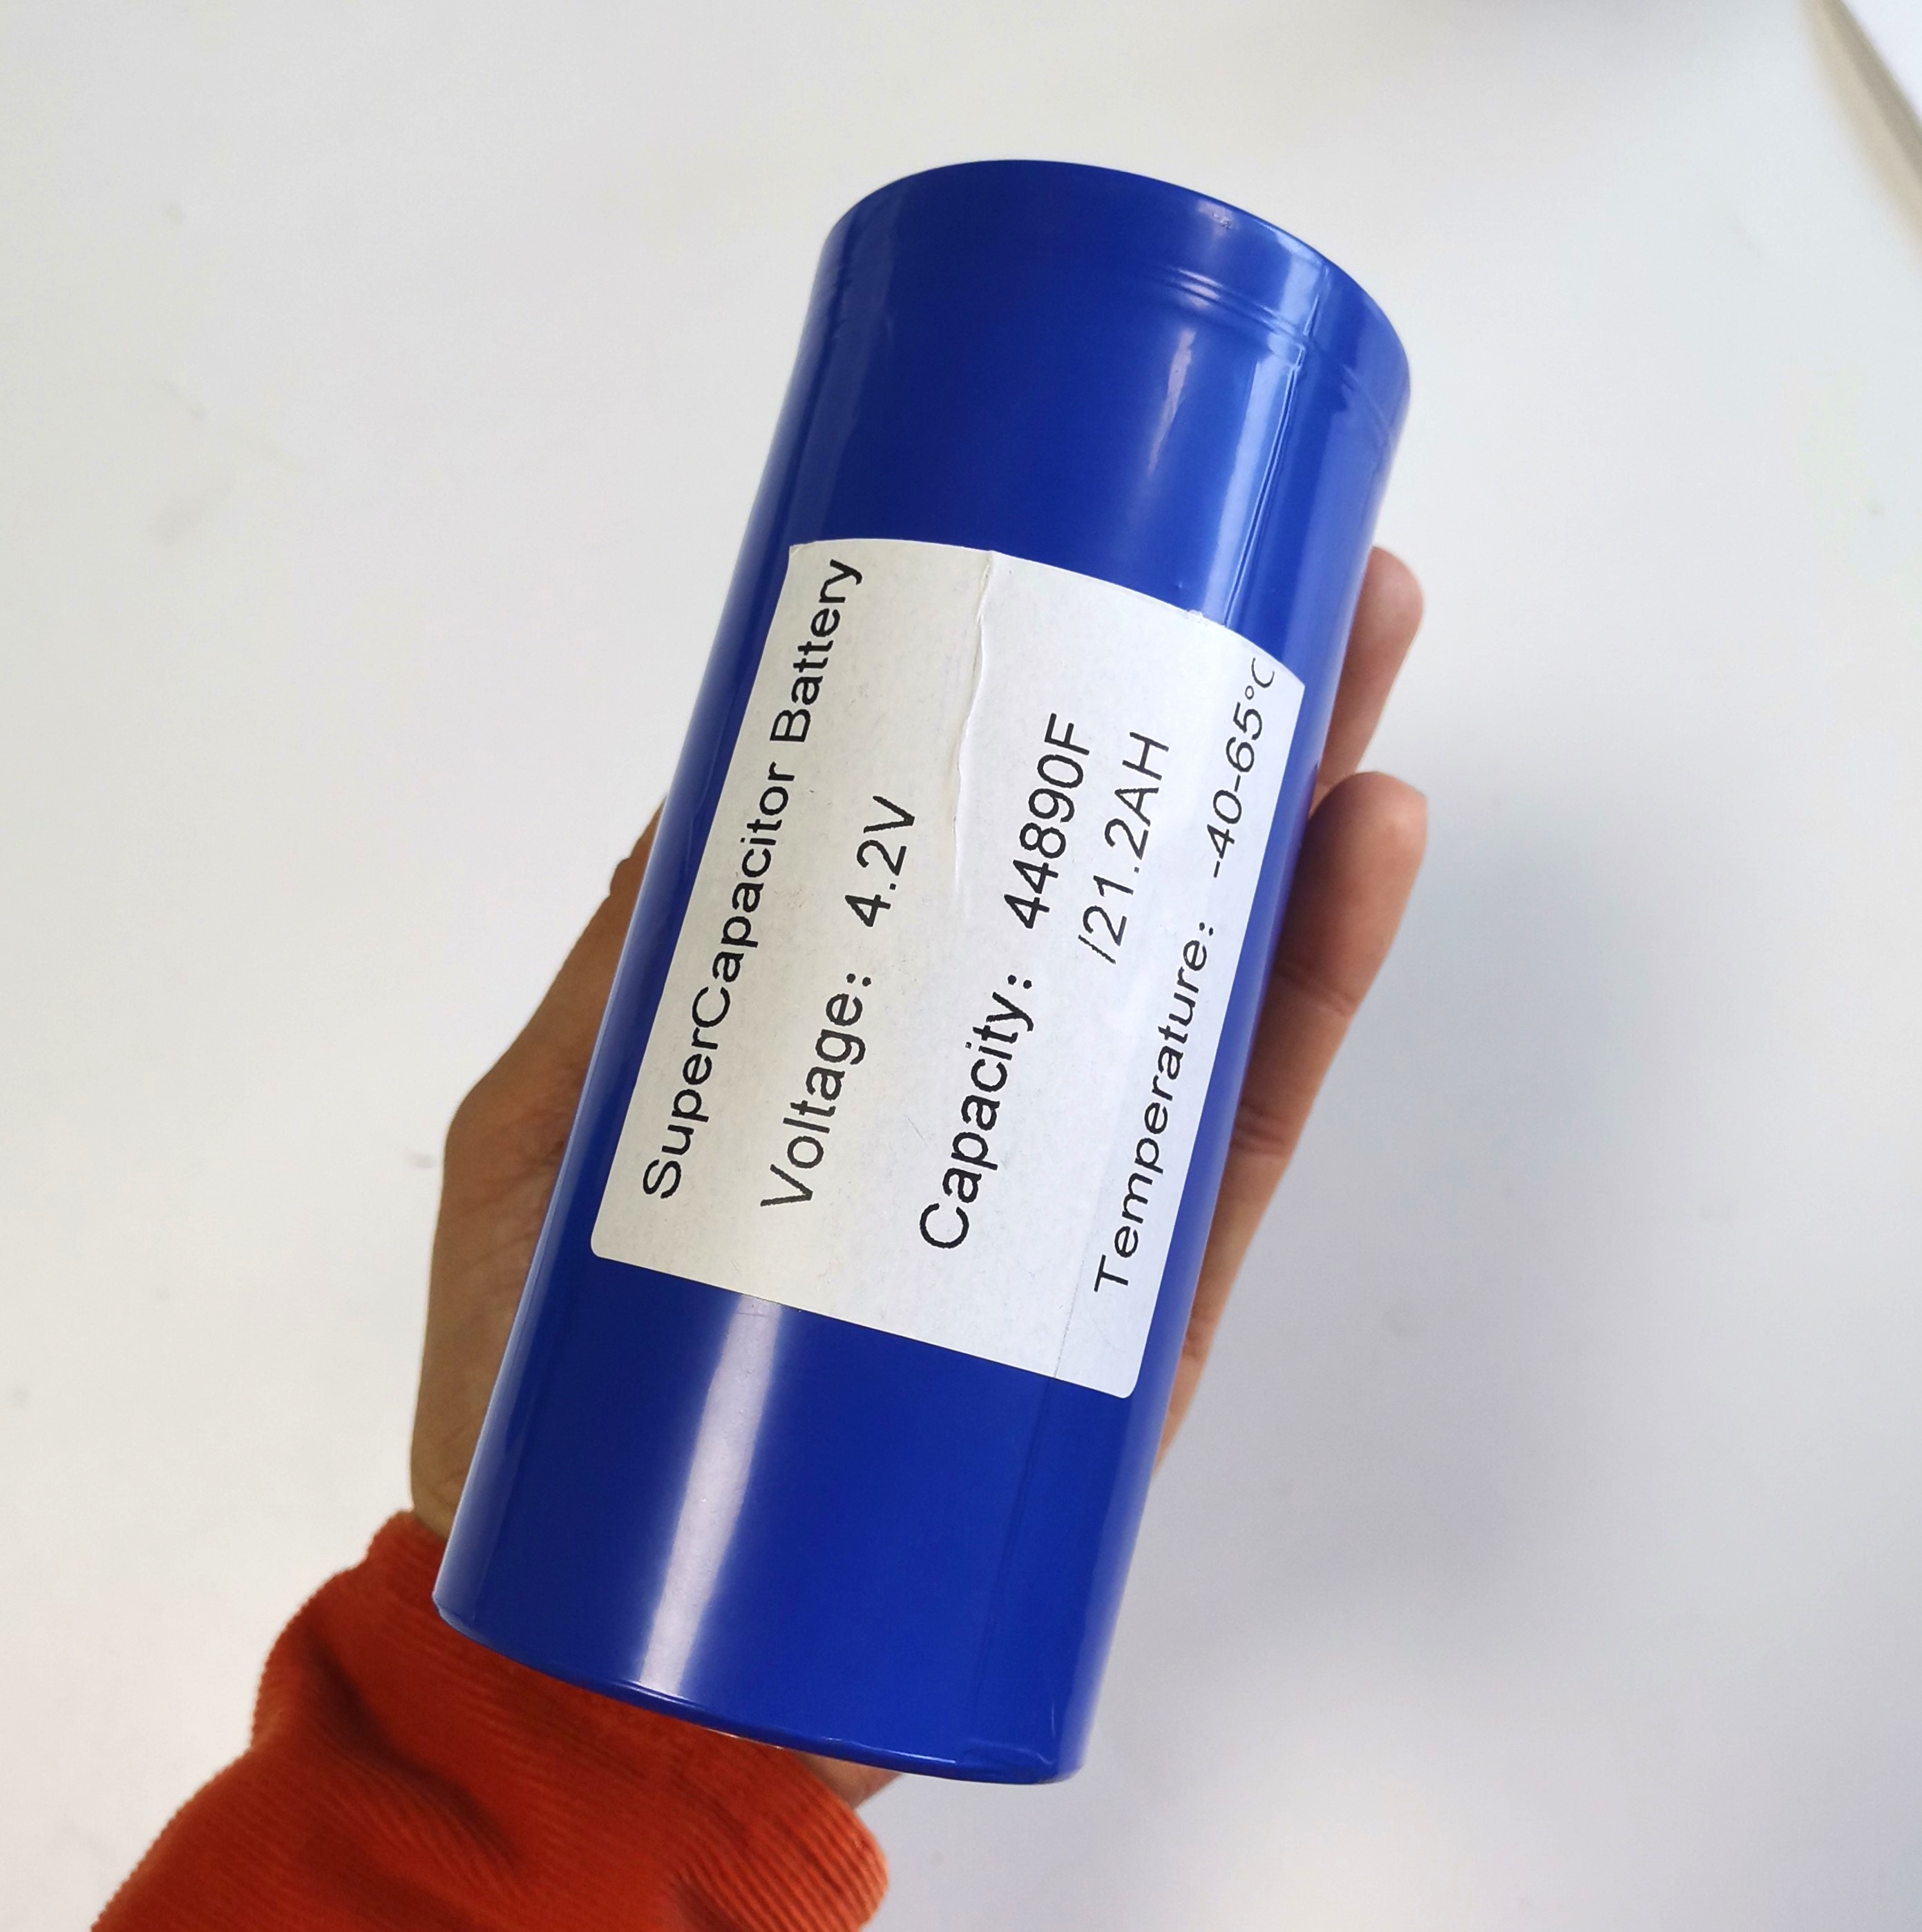 SuperCapacitor Battery
Voltage: 4.2V
Capacity: 44890F
/21.2AH
Temperature: -40-65°C